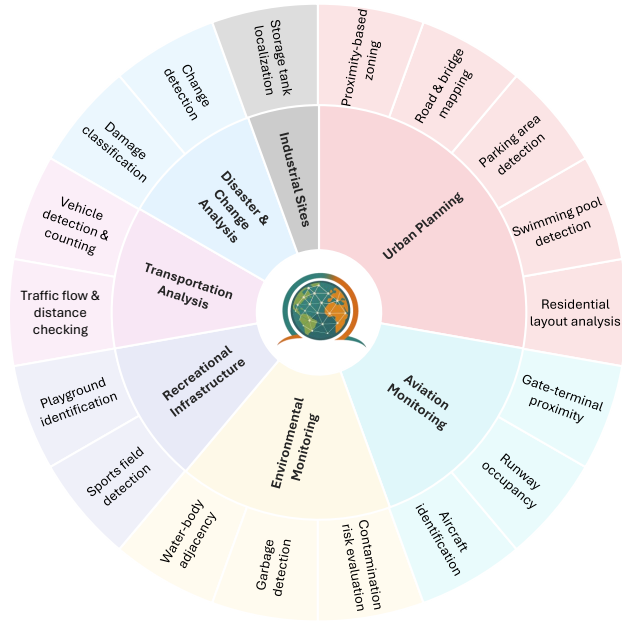 Urban Planning
Proximity-based
zoning
Road & bridge
mapping
Parking area
detection
Swimming pool
detection
Residential
layout analysis
Aviation
Monitoring
Gate-terminal
proximity
Runway
occupancy
Aircraft
identification
Environmental
Monitoring
Contamination
risk evaluation
Garbage
detection
Water-body
adjacency
Recreational
Infrastructure
Sports field
detection
Playground
identification
Transportation
Analysis
Traffic flow &
distance
checking
Vehicle
detection &
counting
Disaster &
Change
Analysis
Damage
classification
Change
detection
Industrial Sites
Storage tank
localization